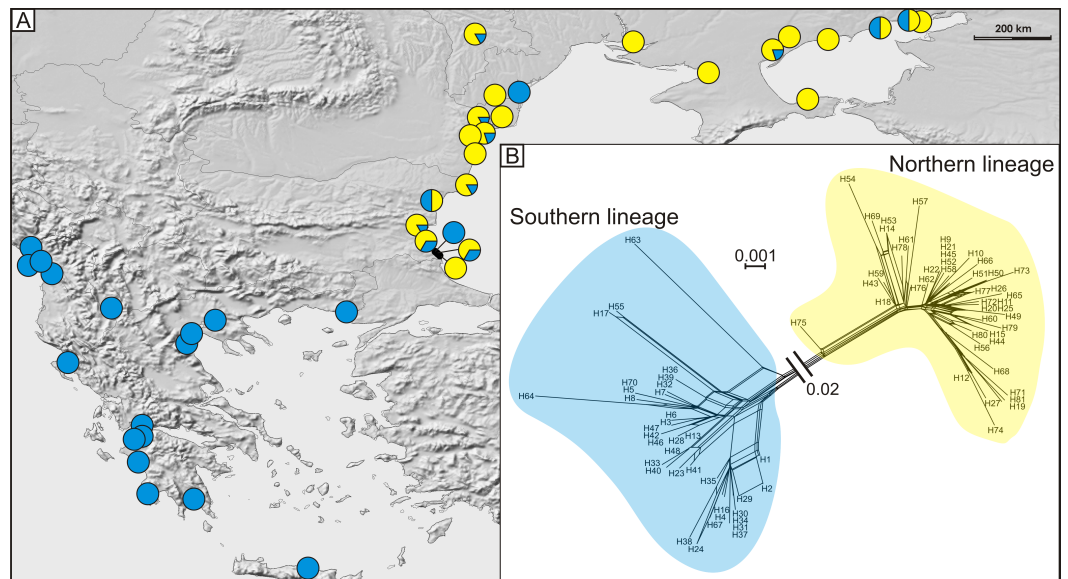 A
200 km
B
Northern lineage
Southern lineage
0.001
0.02
H54
H57
H69
H53
H14
H61
H78
H9
H21
H45
H52
H22
H58
H62
H76
H10
H66
H51
H50
H73
H59
H43
H18
H77
H26
H65
H72
H11
H20
H25
H49
H60
H79
H80
H15
H44
H56
H75
H68
H12
H71
H81
H27
H19
H74
H63
H55
H17
H36
H39
H70
H32
H5
H7
H8
H64
H6
H3
H47
H42
H13
H46
H28
H48
H33
H40
H23
H41
H1
H35
H2
H29
H16
H4
H30
H34
H67
H31
H37
H38
H24